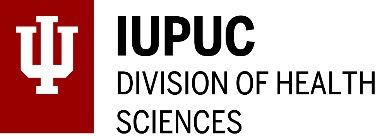 IUPUC
DIVISION OF HEALTH
SCIENCES